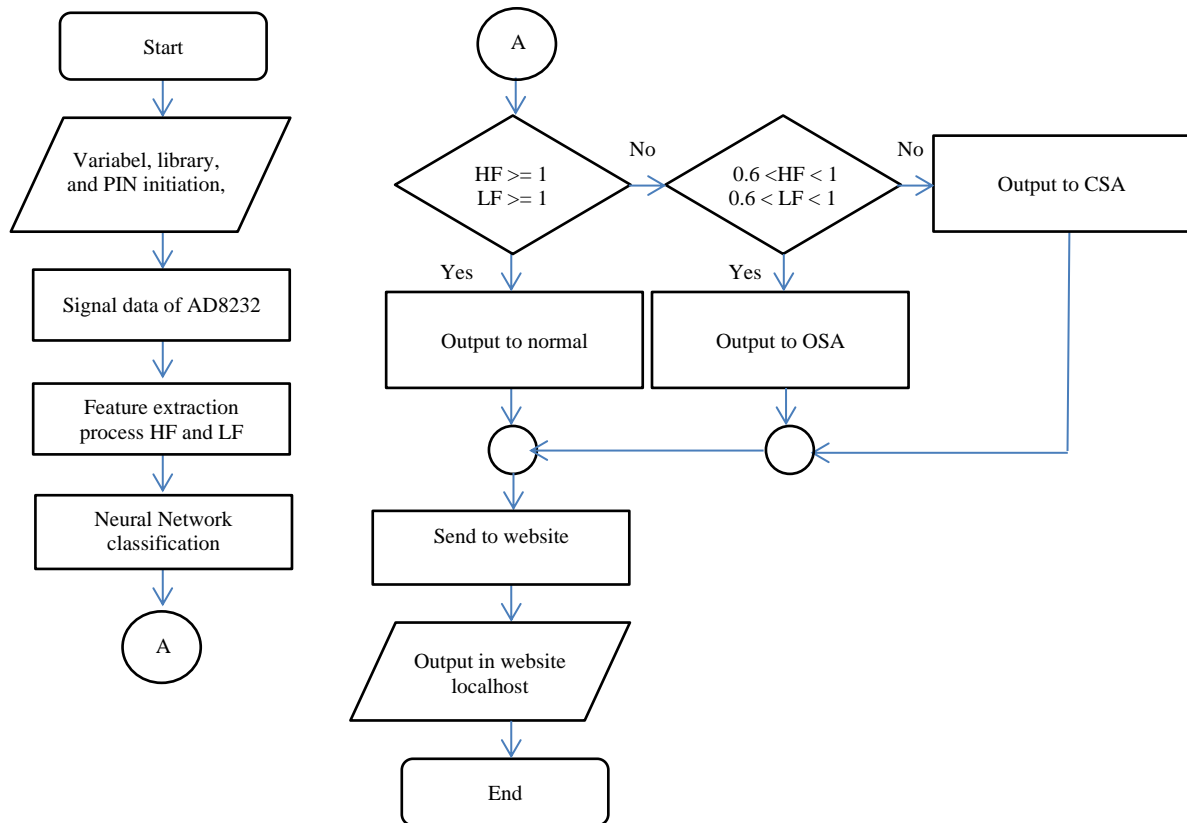 Start
Variabel, library,
and PIN initiation,
Signal data of AD8232
Feature extraction
process HF and LF
Neural Network
classification
A
A
HF >= 1
LF >= 1
No
0.6 <HF < 1
0.6 < LF < 1
No
Output to CSA
Yes
Yes
Output to normal
Output to OSA
Send to website
Output in website
localhost
End